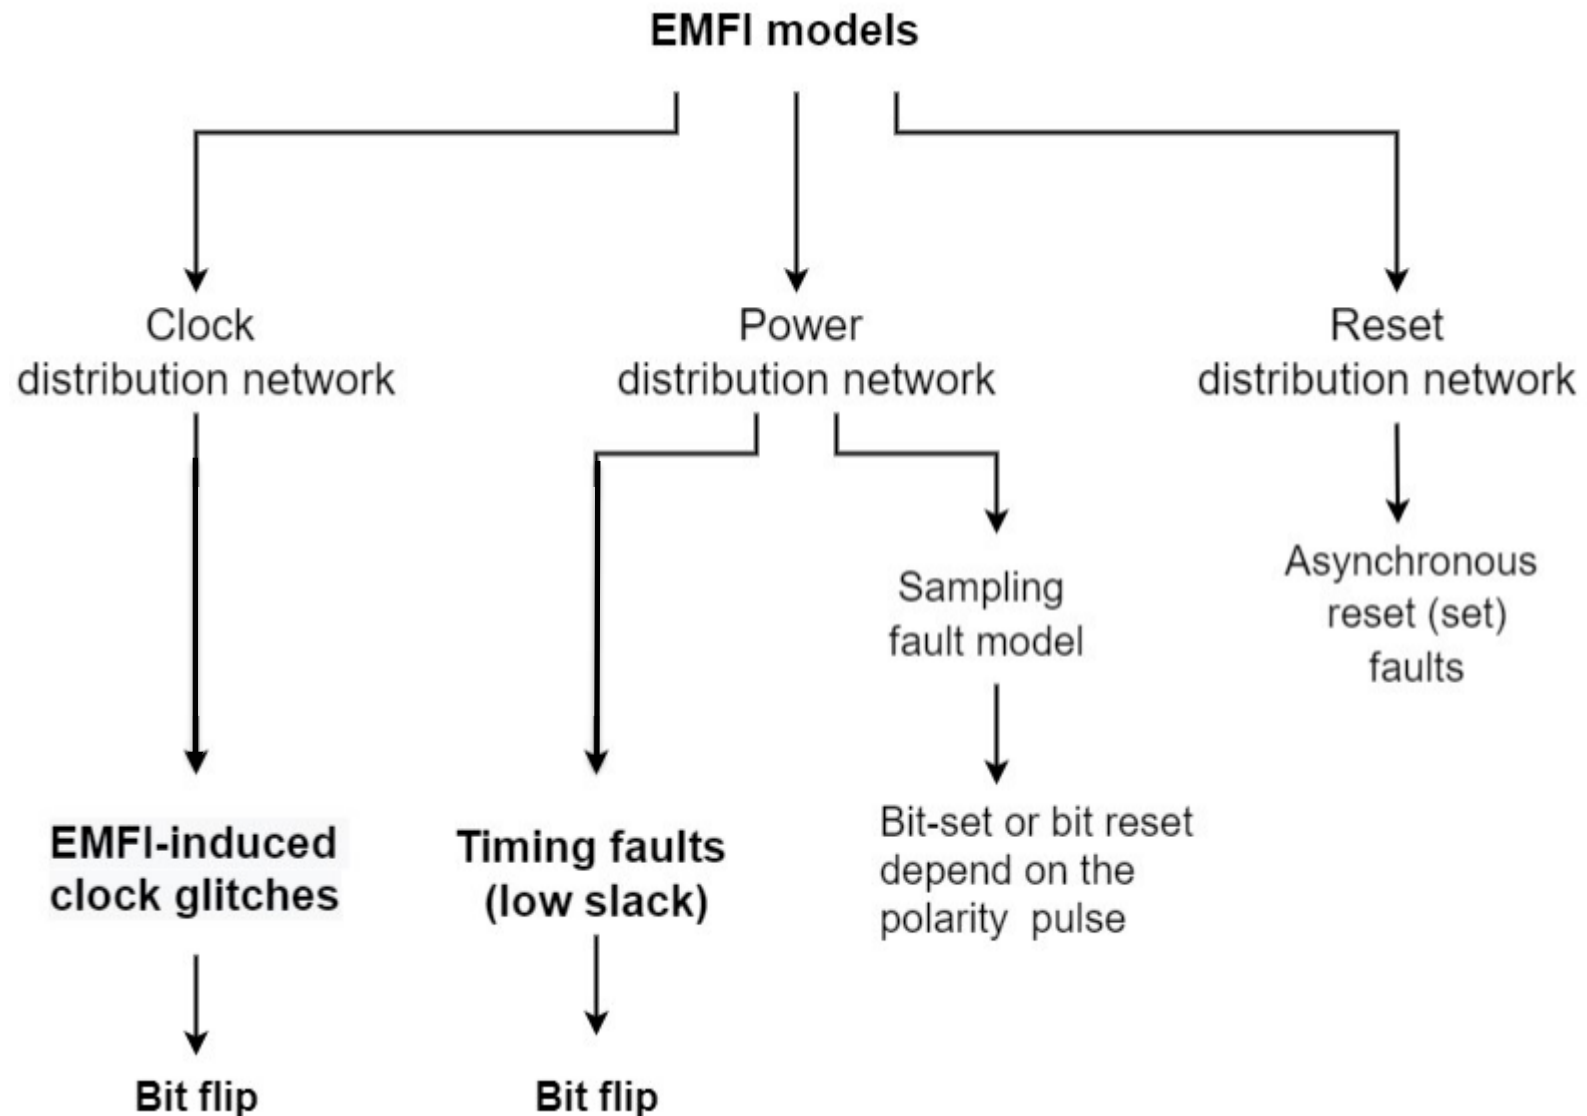 EMFI models
Clock
distribution network
Power
distribution network
Reset
distribution network
Sampling
fault model
Asynchronous
reset (set)
faults
EMFI-induced
clock glitches
Timing faults
(low slack)
Bit-set or bit reset
depend on the
polarity pulse
Bit flip
Bit flip